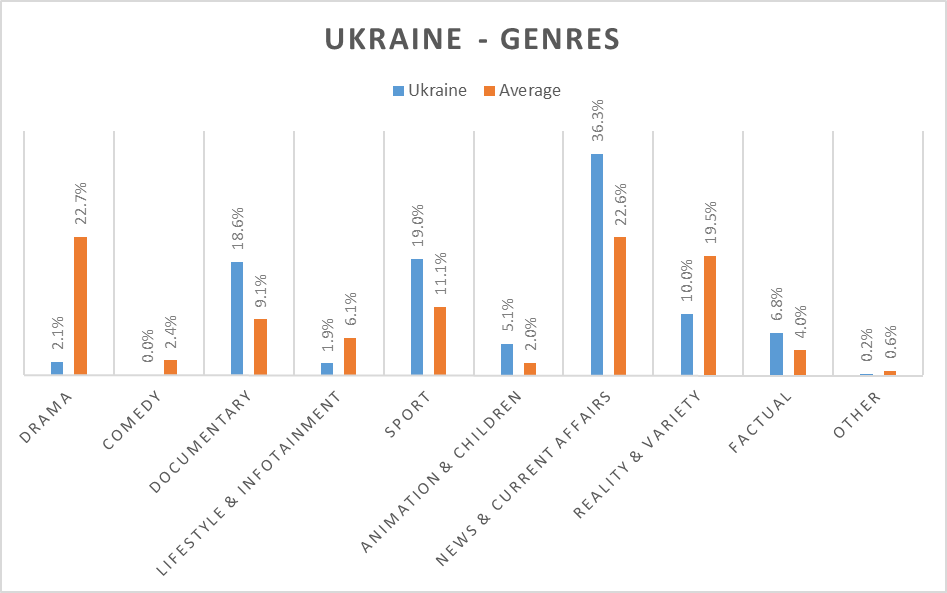 UKRAINE - GENRES
Ukraine Average
2.1% 22.7%
0.0% 2.4%
18.6% 9.1%
1.9% 6.1%
19.0% 11.1%
5.1% 2.0%
36.3% 22.6%
10.0% 19.5%
6.8% 4.0%
0.2% 0.6%
DRAMA
COMEDY
DOCUMENTARY
LIFESTYLE & INFOTAINMENT
SPORT
ANIMATION & CHILDREN
NEWS & CURRENT AFFAIRS
REALITY & VARIETY
FACTUAL
OTHER